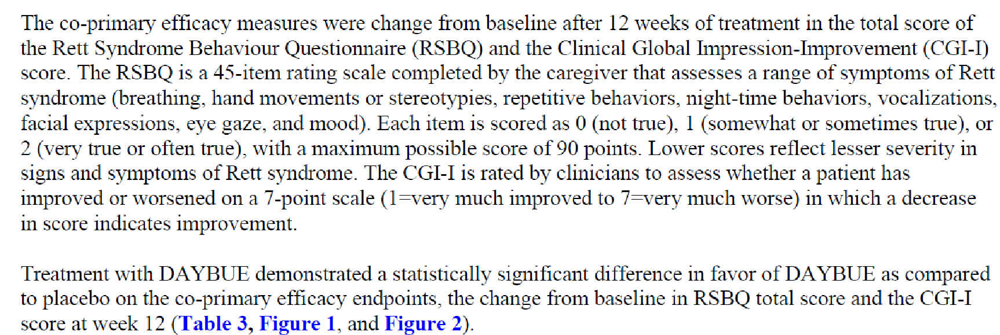 The co-primary efficacy measures were change from baseline after 12 weeks of treatment in the total score of
the Rett Syndrome Behaviour Questionnaire (RSBQ) and the Clinical Global Impression-Improvement (CGI-I)
score. The RSBQ is a 45-item rating scale completed by the caregiver that assesses a range of symptoms of Rett
syndrome (breathing, hand movements or stereotypies, repetitive behaviors, night-time behaviors, vocalizations,
facial expressions, eye gaze, and mood). Each item is scored as 0 (not true), 1 (somewhat or sometimes true), or
2 (very true or often true), with a maximum possible score of 90 points. Lower scores reflect lesser severity in
signs and symptoms of Rett syndrome. The CGI-I is rated by clinicians to assess whether a patient has
improved or worsened on a 7-point scale (1=very much improved to 7=very much worse) in which a decrease
in score indicates improvement.
Treatment with DAYBUE demonstrated a statistically significant difference in favor of DAYBUE as compared
to placebo on the co-primary efficacy endpoints, the change from baseline in RSBQ total score and the CGI-I
score at week 12 (Table 3, Figure 1, and Figure 2).